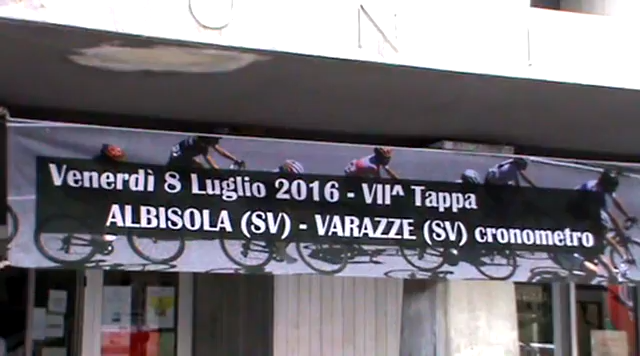 O N I
Venerdì 8 Luglio 2016 - VII^ Tappa
ALBISOLA (SV) - VARAZZE (SV) cronometro